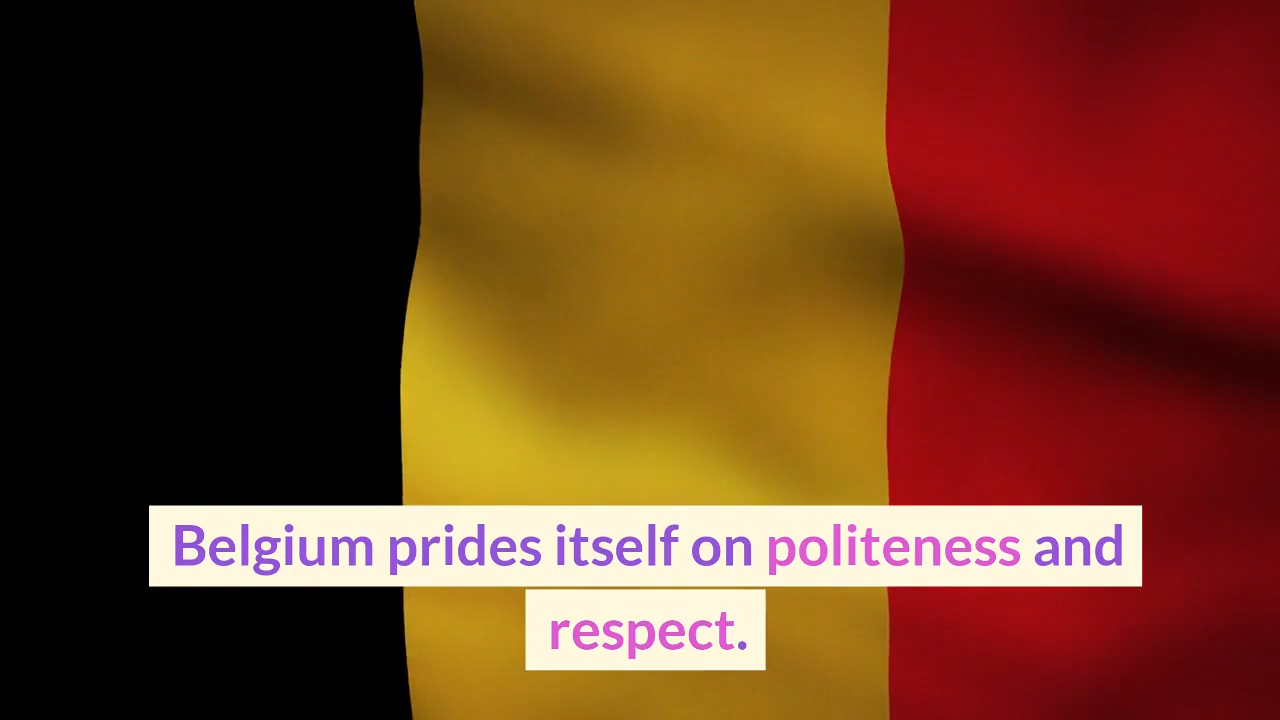 Belgium prides itself on politeness and
respect.